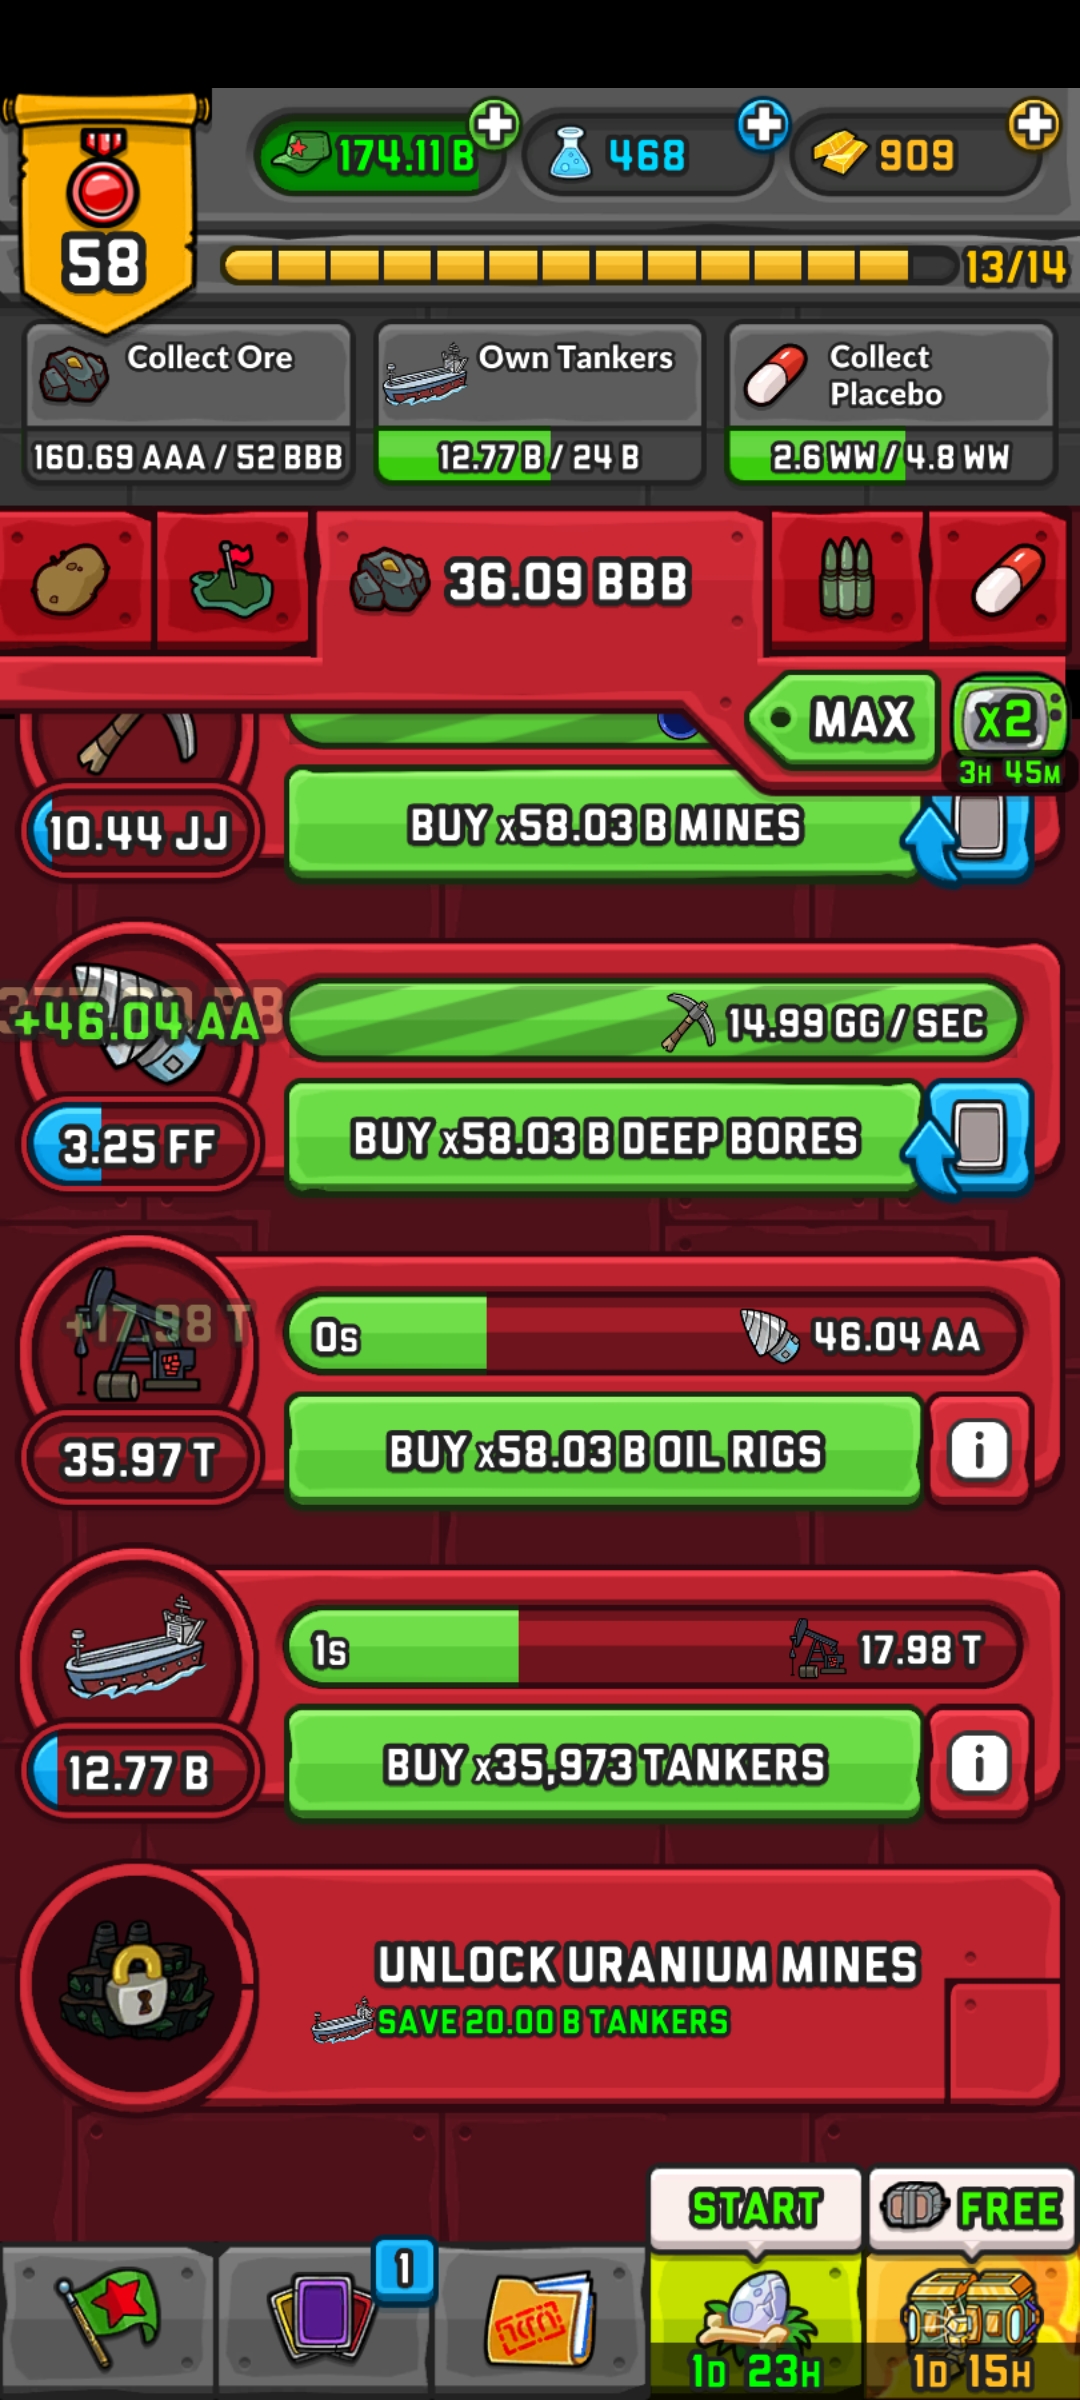 174.11 B
468
909
58
13/14
Collect Ore
160.69 AAA / 52 BBB
Own Tankers
12.77 B / 24 B
Collect
Placebo
2.6 WW / 4.8 WW
36.09 BBB
MAX
x2
3H 45M
10.44 JJ
BUY x58.03 B MINES
+46.04 AA
14.99 GG / SEC
3.25 FF
BUY x58.03 B DEEP BORES
+17.98 T
0s
46.04 AA
35.97 T
BUY x58.03 B OIL RIGS
1s
17.98 T
12.77 B
BUY x35,973 TANKERS
UNLOCK URANIUM MINES
SAVE 20.00 B TANKERS
START
FREE
1
1D 23H
1D 15H